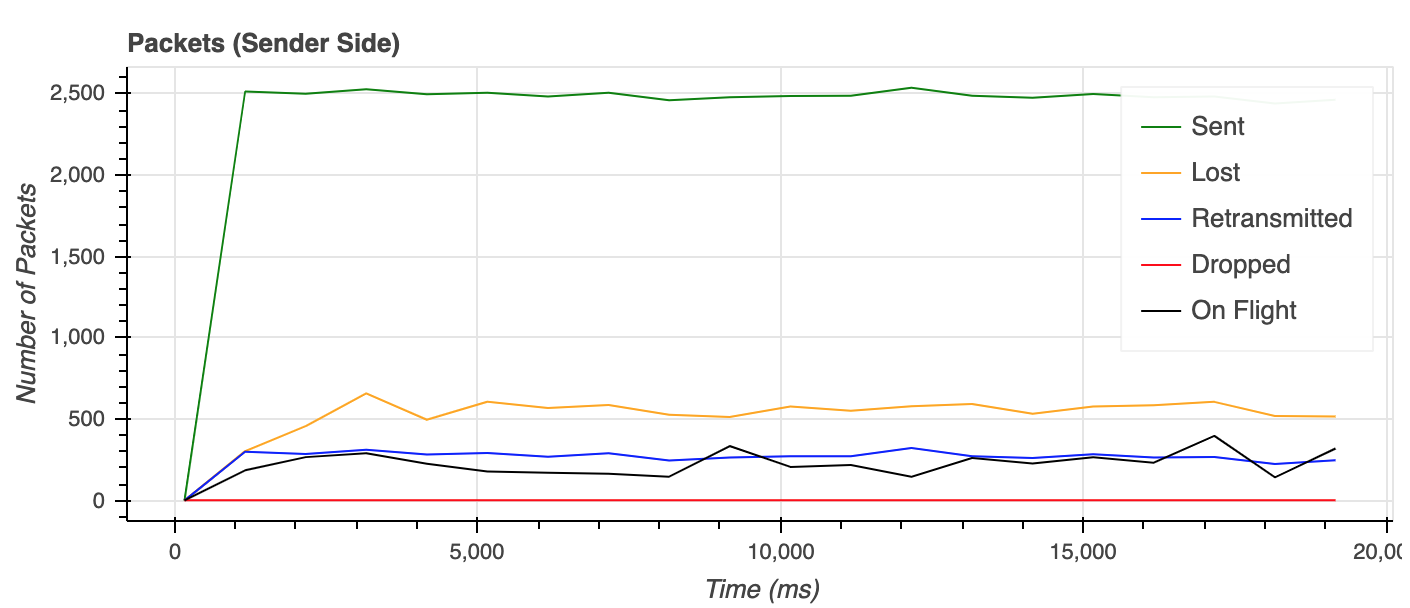 Packets (Sender Side)
Number of Packets
2,500
2,000
1,500
1,000
500
0
Sent
Lost
Retransmitted
Dropped
On Flight
0
5,000
10,000
15,000
20,0
Time (ms)